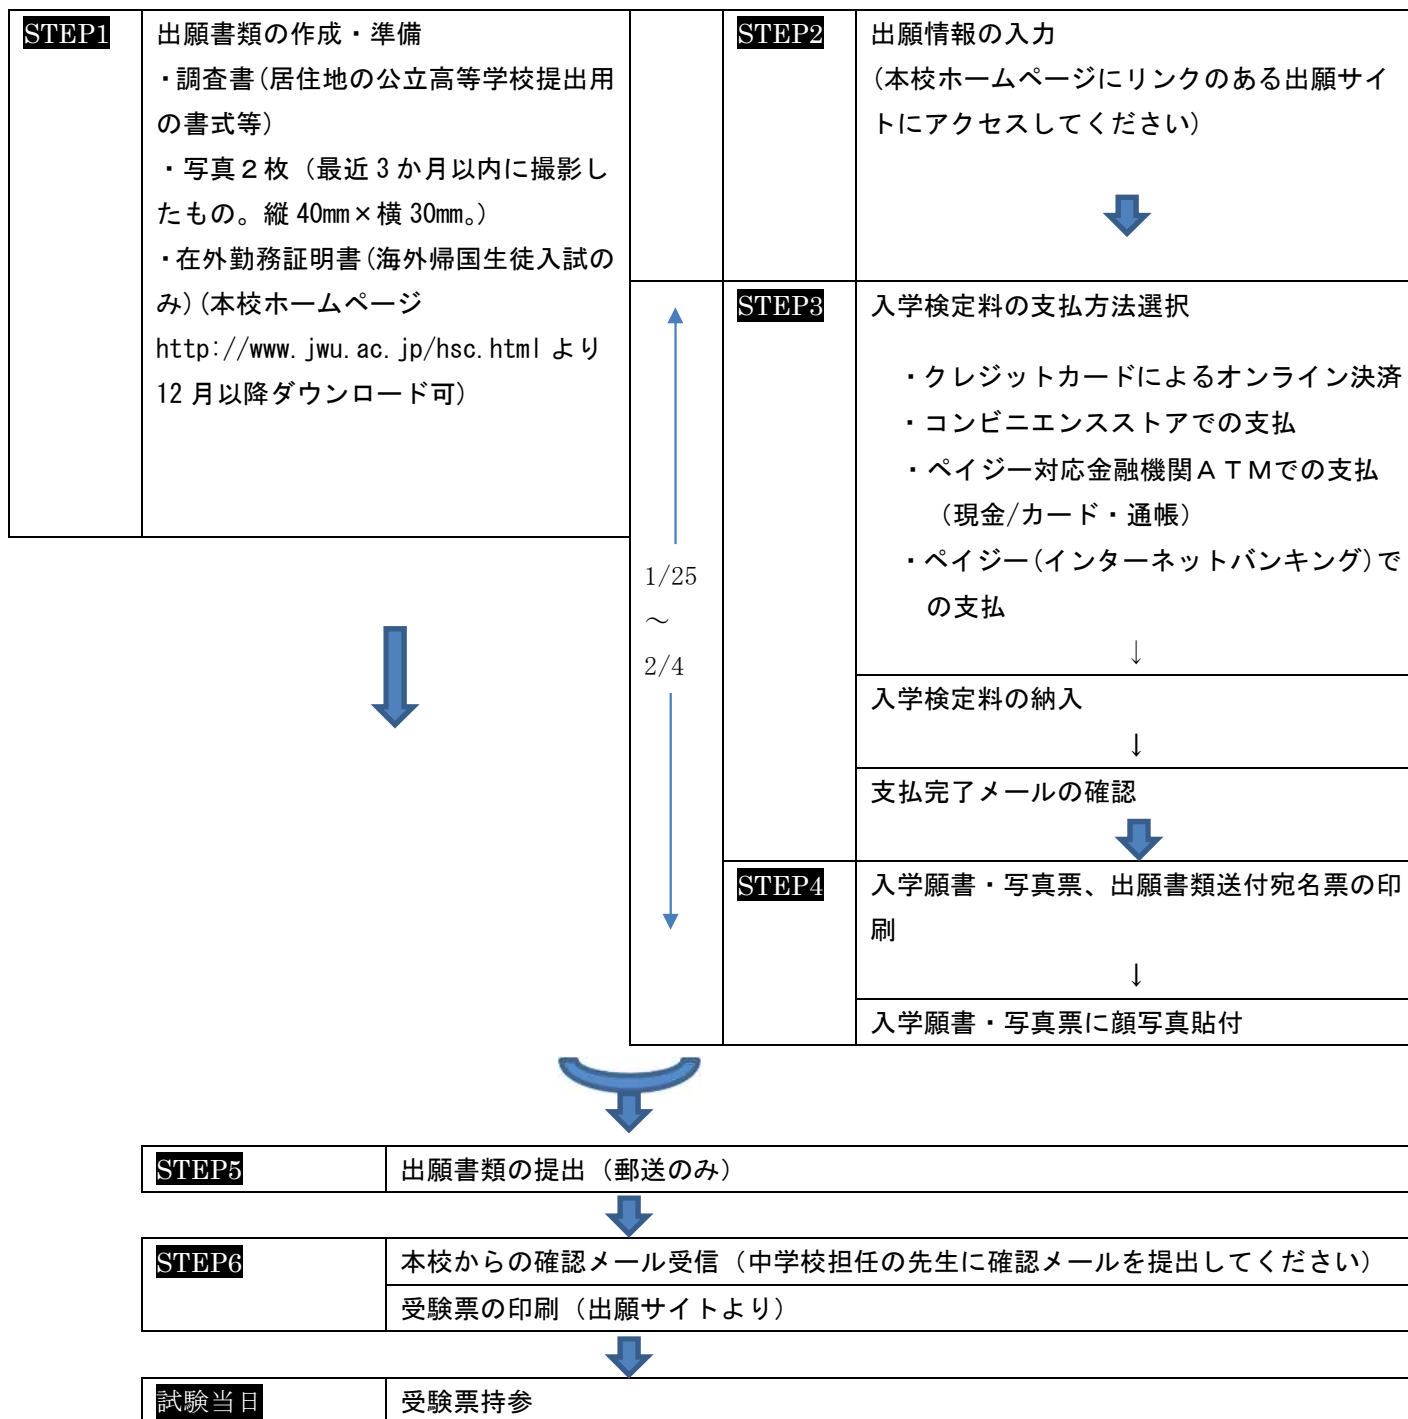 STEP1
出願書類の作成・準備
・調査書(居住地の公立高等学校提出用
の書式等)
・写真２枚（最近3か月以内に撮影し
たもの。縦40mm×横30mm。）
・在外勤務証明書(海外帰国生徒入試の
み)(本校ホームページ
http://www.jwu.ac.jp/hsc.htmlより
12月以降ダウンロード可)
STEP2
出願情報の入力
(本校ホームページにリンクのある出願サイ
トにアクセスしてください)
1/25
～
2/4
STEP3
入学検定料の支払方法選択
・クレジットカードによるオンライン決済
・コンビニエンスストアでの支払
・ペイジー対応金融機関ＡＴＭでの支払
（現金/カード・通帳）
・ペイジー(インターネットバンキング)で
の支払
↓
入学検定料の納入
↓
支払完了メールの確認
STEP4
入学願書・写真票、出願書類送付宛名票の印
刷
↓
入学願書・写真票に顔写真貼付
STEP5
出願書類の提出（郵送のみ）
STEP6
本校からの確認メール受信（中学校担任の先生に確認メールを提出してください）
受験票の印刷（出願サイトより）
試験当日
受験票持参